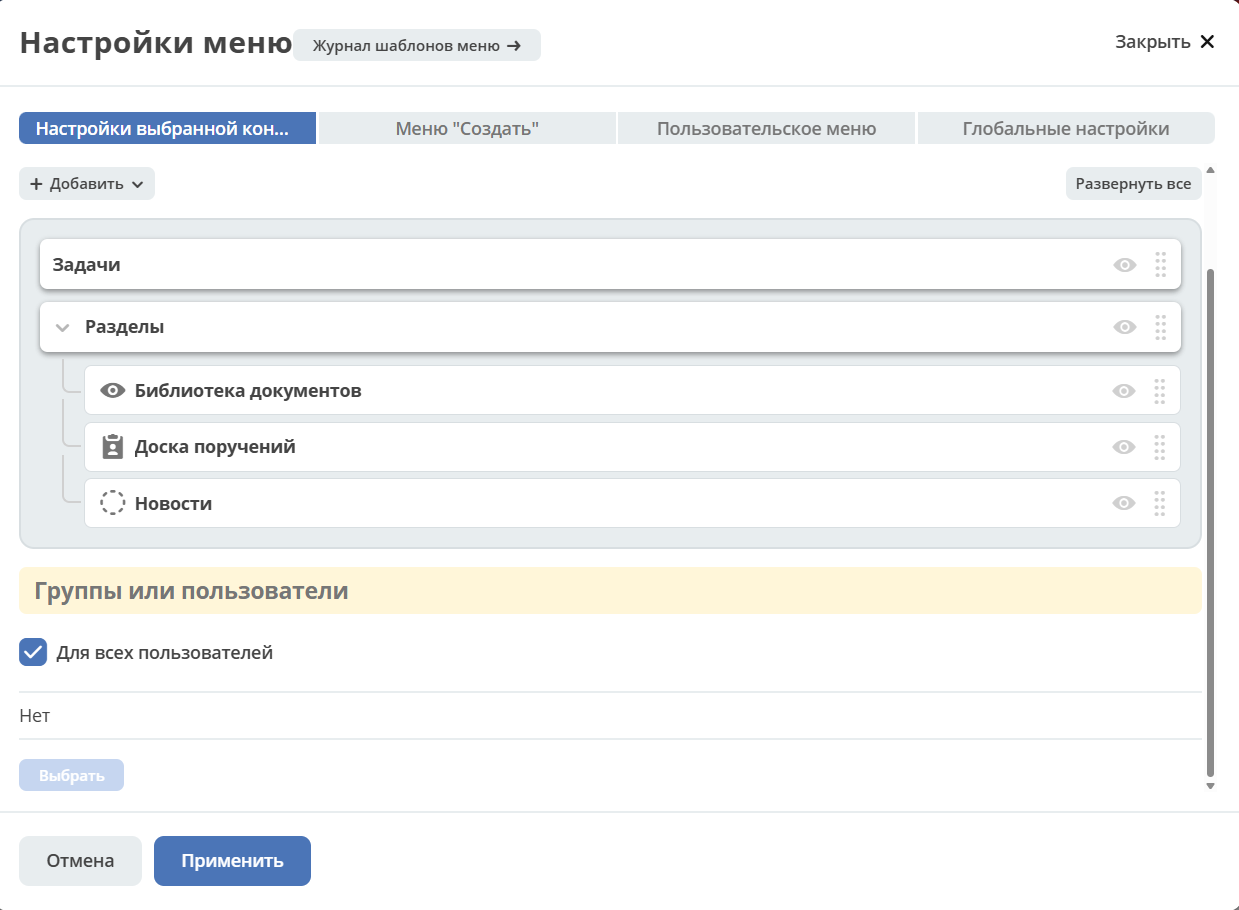 Настройки меню
Журнал шаблонов меню →
Закрыть
Настройки выбранной кон...
Меню "Создать"
Пользовательское меню
Глобальные настройки
Добавить
Развернуть все
Задачи
Разделы
Библиотека документов
Доска поручений
Новости
Группы или пользователи
Для всех пользователей
Нет
Выбрать
Отмена
Применить